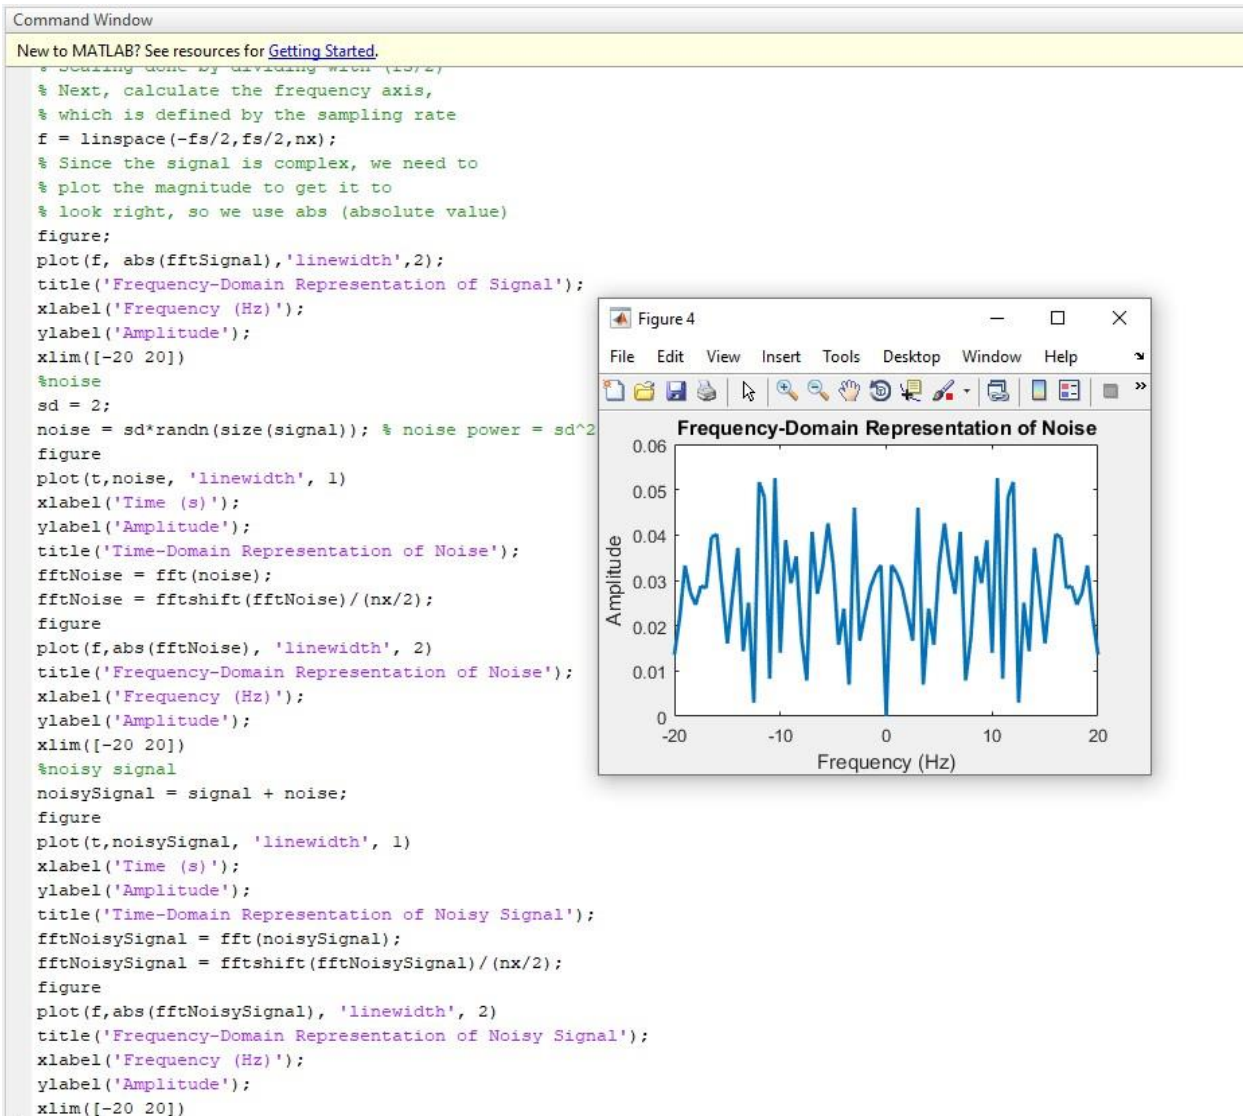 Command Window
New to MATLAB? See resources for Getting Started.
% Scaling done by dividing with (fs/2)
% Next, calculate the frequency axis,
% which is defined by the sampling rate
f = linspace(-fs/2,fs/2,nx);
% Since the signal is complex, we need to
% plot the magnitude to get it to
% look right, so we use abs (absolute value)
figure;
plot(f, abs(fftSignal),'linewidth',2);
title('Frequency-Domain Representation of Signal');
xlabel('Frequency (Hz)');
ylabel('Amplitude');
xlim([-20 20])
%noise
sd = 2;
noise = sd*randn(size(signal)); % noise power = sd^2
figure
plot(t,noise, 'linewidth', 1)
xlabel('Time (s)');
ylabel('Amplitude');
title('Time-Domain Representation of Noise');
fftNoise = fft(noise);
fftNoise = fftshift(fftNoise)/(nx/2);
figure
plot(f,abs(fftNoise), 'linewidth', 2)
title('Frequency-Domain Representation of Noise');
xlabel('Frequency (Hz)');
ylabel('Amplitude');
xlim([-20 20])
%noisy signal
noisySignal = signal + noise;
figure
plot(t,noisySignal, 'linewidth', 1)
xlabel('Time (s)');
ylabel('Amplitude');
title('Time-Domain Representation of Noisy Signal');
fftNoisySignal = fft(noisySignal);
fftNoisySignal = fftshift(fftNoisySignal)/(nx/2);
figure
plot(f,abs(fftNoisySignal), 'linewidth', 2)
title('Frequency-Domain Representation of Noisy Signal');
xlabel('Frequency (Hz)');
ylabel('Amplitude');
xlim([-20 20])
Figure 4
File Edit View Insert Tools Desktop Window Help
Frequency-Domain Representation of Noise
0.06
0.05
0.04
0.03
0.02
0.01
0
Amplitude
-20 -10 0 10 20
Frequency (Hz)